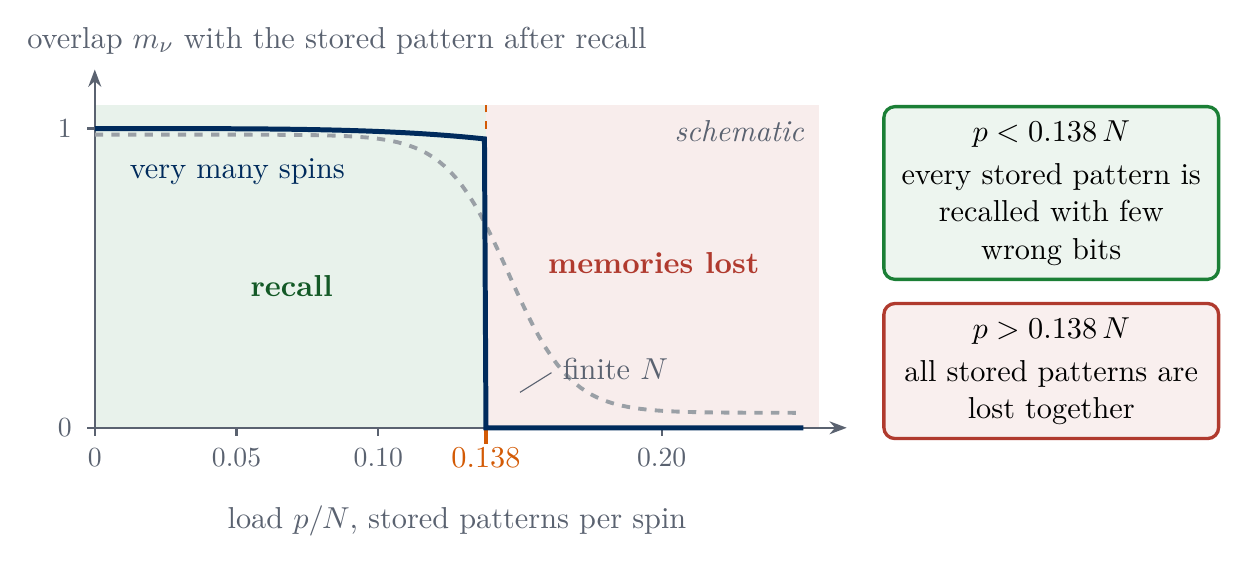 overlap $m_\nu$ with the stored pattern after recall
1
schematic
very many spins
recall
memories lost
finite $N$
0
0
0.05
0.10
0.138
0.20
load $p/N$, stored patterns per spin
$p < 0.138\,N$
every stored pattern is
recalled with few
wrong bits
$p > 0.138\,N$
all stored patterns are
lost together